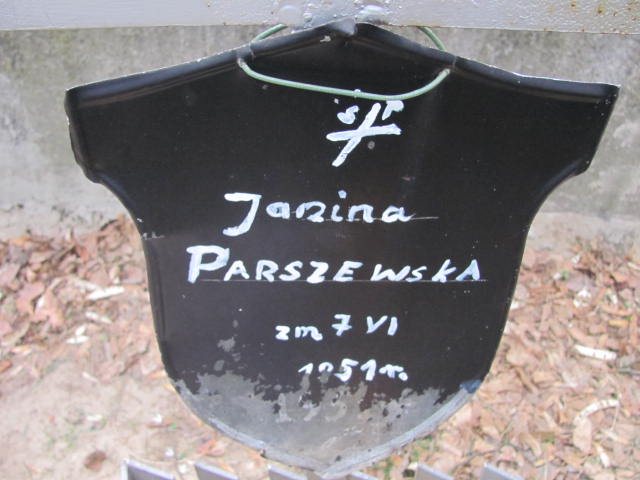 S P
Janina
PARSZEWSKA
zm 7 VI
1951 r.